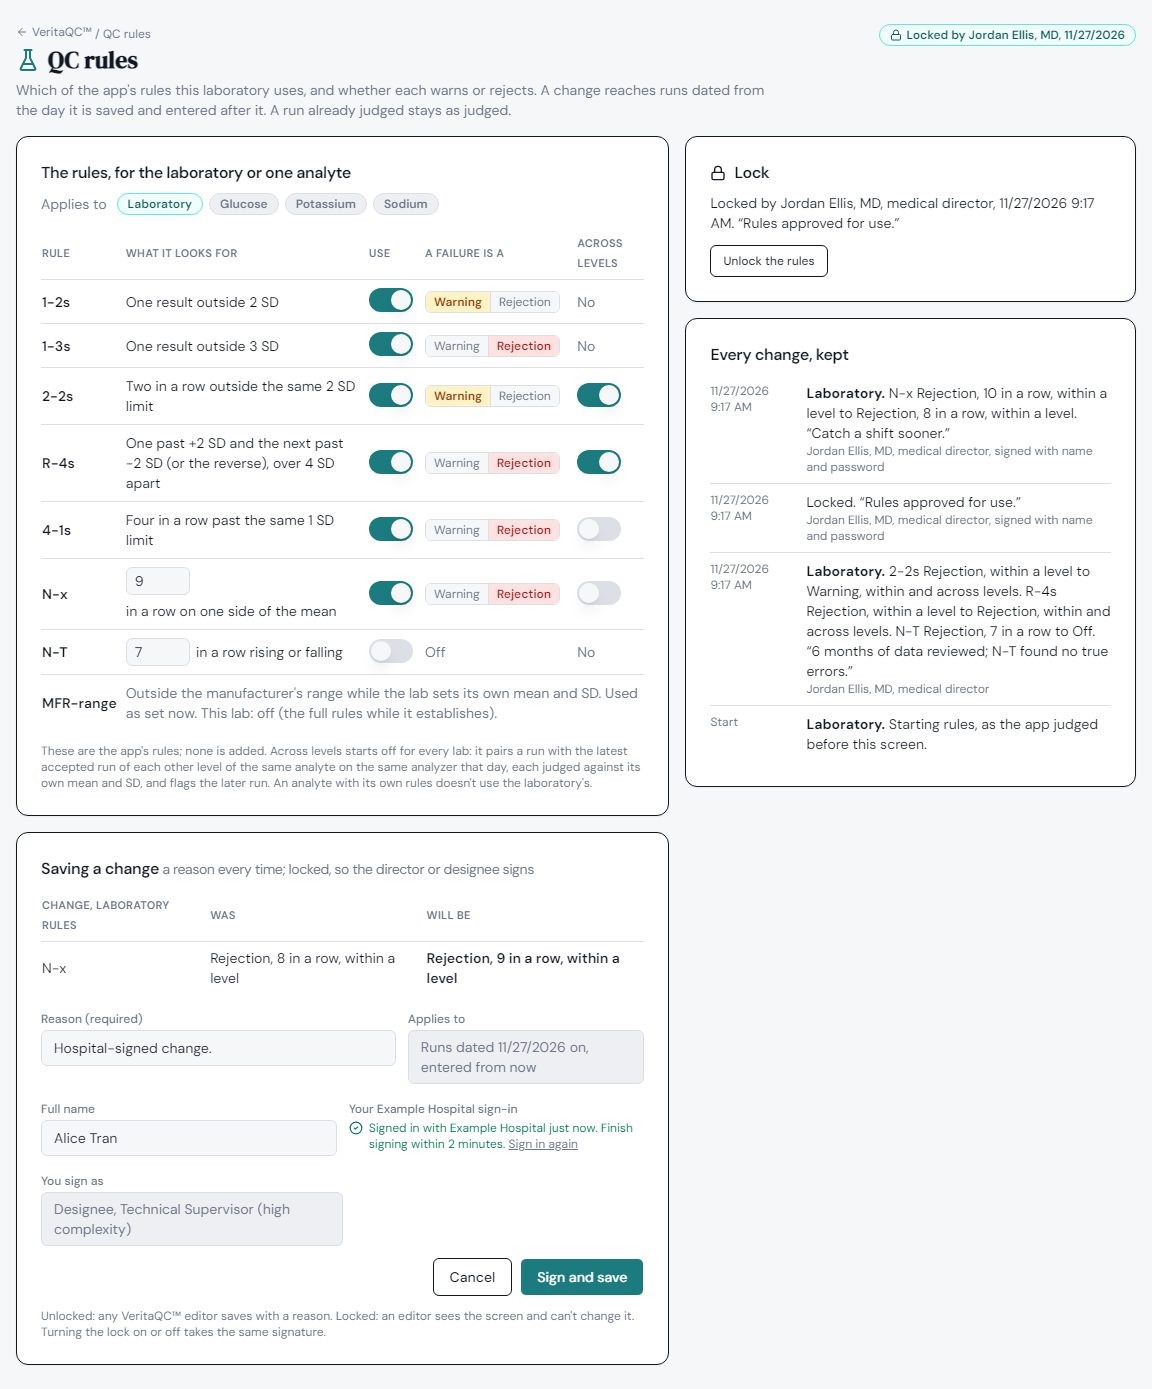 ← VeritaQC™ / QC rules
Locked by Jordan Ellis, MD, 11/27/2026
QC rules
Which of the app's rules this laboratory uses, and whether each warns or rejects. A change reaches runs dated from
the day it is saved and entered after it. A run already judged stays as judged.
The rules, for the laboratory or one analyte
Applies to Laboratory Glucose Potassium Sodium
RULE WHAT IT LOOKS FOR USE A FAILURE IS A ACROSS
LEVELS
1-2s One result outside 2 SD Warning Rejection No
1-3s One result outside 3 SD Warning Rejection No
2-2s Two in a row outside the same 2 SD
limit Warning Rejection
R-4s One past +2 SD and the next past
-2 SD (or the reverse), over 4 SD
apart Warning Rejection
4-1s Four in a row past the same 1 SD
limit Warning Rejection
N-x 9
in a row on one side of the mean Warning Rejection
N-T 7 in a row rising or falling Off No
MFR-range Outside the manufacturer's range while the lab sets its own mean and SD. Used
as set now. This lab: off (the full rules while it establishes).
These are the app's rules; none is added. Across levels starts off for every lab: it pairs a run with the latest
accepted run of each other level of the same analyte on the same analyzer that day, each judged against its
own mean and SD, and flags the later run. An analyte with its own rules doesn't use the laboratory's.
Lock
Locked by Jordan Ellis, MD, medical director, 11/27/2026 9:17
AM. “Rules approved for use.”
Unlock the rules
Every change, kept
11/27/2026
9:17 AM
Laboratory. N-x Rejection, 10 in a row, within a
level to Rejection, 8 in a row, within a level.
“Catch a shift sooner.”
Jordan Ellis, MD, medical director, signed with name
and password
11/27/2026
9:17 AM
Locked. “Rules approved for use.”
Jordan Ellis, MD, medical director, signed with name
and password
11/27/2026
9:17 AM
Laboratory. 2-2s Rejection, within a level to
Warning, within and across levels. R-4s
Rejection, within a level to Rejection, within and
across levels. N-T Rejection, 7 in a row to Off.
“6 months of data reviewed; N-T found no true
errors.”
Jordan Ellis, MD, medical director
Start
Laboratory. Starting rules, as the app judged
before this screen.
Saving a change a reason every time; locked, so the director or designee signs
CHANGE, LABORATORY
RULES WAS WILL BE
N-x
Rejection, 8 in a row, within a
level
Rejection, 9 in a row, within a
level
Reason (required)
Hospital-signed change.
Applies to
Runs dated 11/27/2026 on,
entered from now
Full name
Alice Tran
Your Example Hospital sign-in
Signed in with Example Hospital just now. Finish
signing within 2 minutes. Sign in again
You sign as
Designee, Technical Supervisor (high
complexity)
Cancel Sign and save
Unlocked: any VeritaQC™ editor saves with a reason. Locked: an editor sees the screen and can't change it.
Turning the lock on or off takes the same signature.